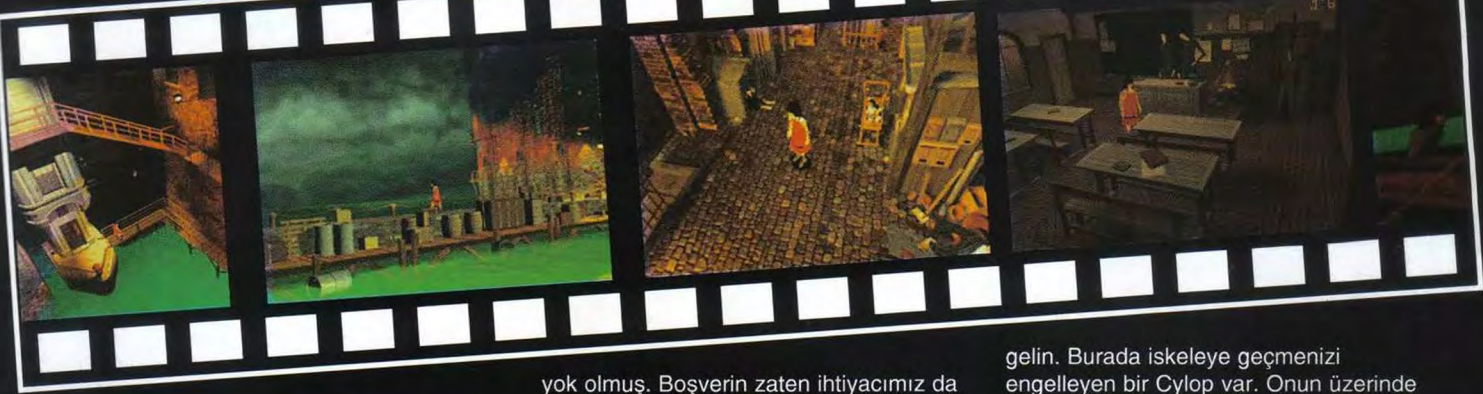 yok olmuş. Boşverin zaten ihtiyacımız da
gelin. Burada iskeleye geçmenizi
engelleyen bir Cylop var. Onun üzerinde